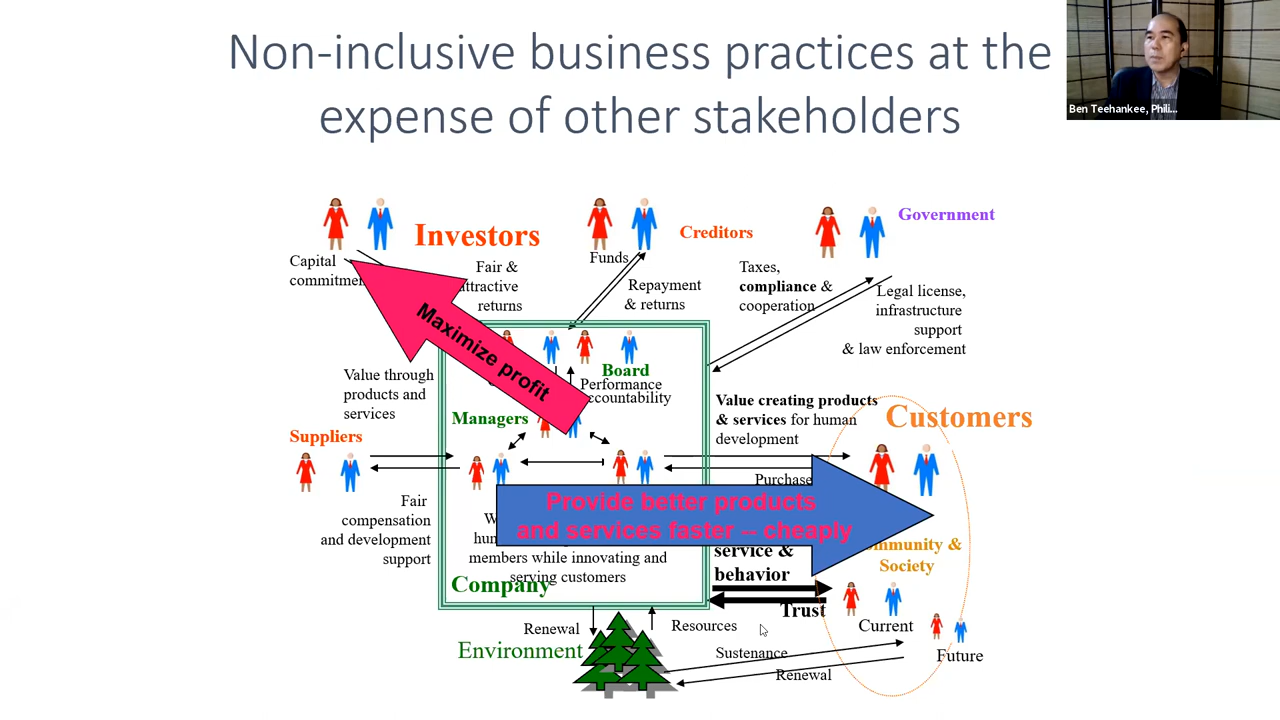 Non-inclusive business practices at the
expense of other stakeholders
Ben Teehankee, Phili...
Investors
Creditors
Government
Capital
commitmen
Fair &
attractive
returns
Funds
Repayment
& returns
Taxes,
compliance &
cooperation
Legal license,
infrastructure
support
& law enforcement
Maximize profit
Board
Performance
accountability
Managers
Value through
products and
services
Suppliers
Fair
compensation
and development
support
Value creating products
& services for human
development
Customers
Purchase
Provide better products
and services faster -- cheaply
members while innovating and
serving customers
Company
service &
behavior
Trust
Community &
Society
Current
Future
Renewal
Resources
Environment
Sustenance
Renewal